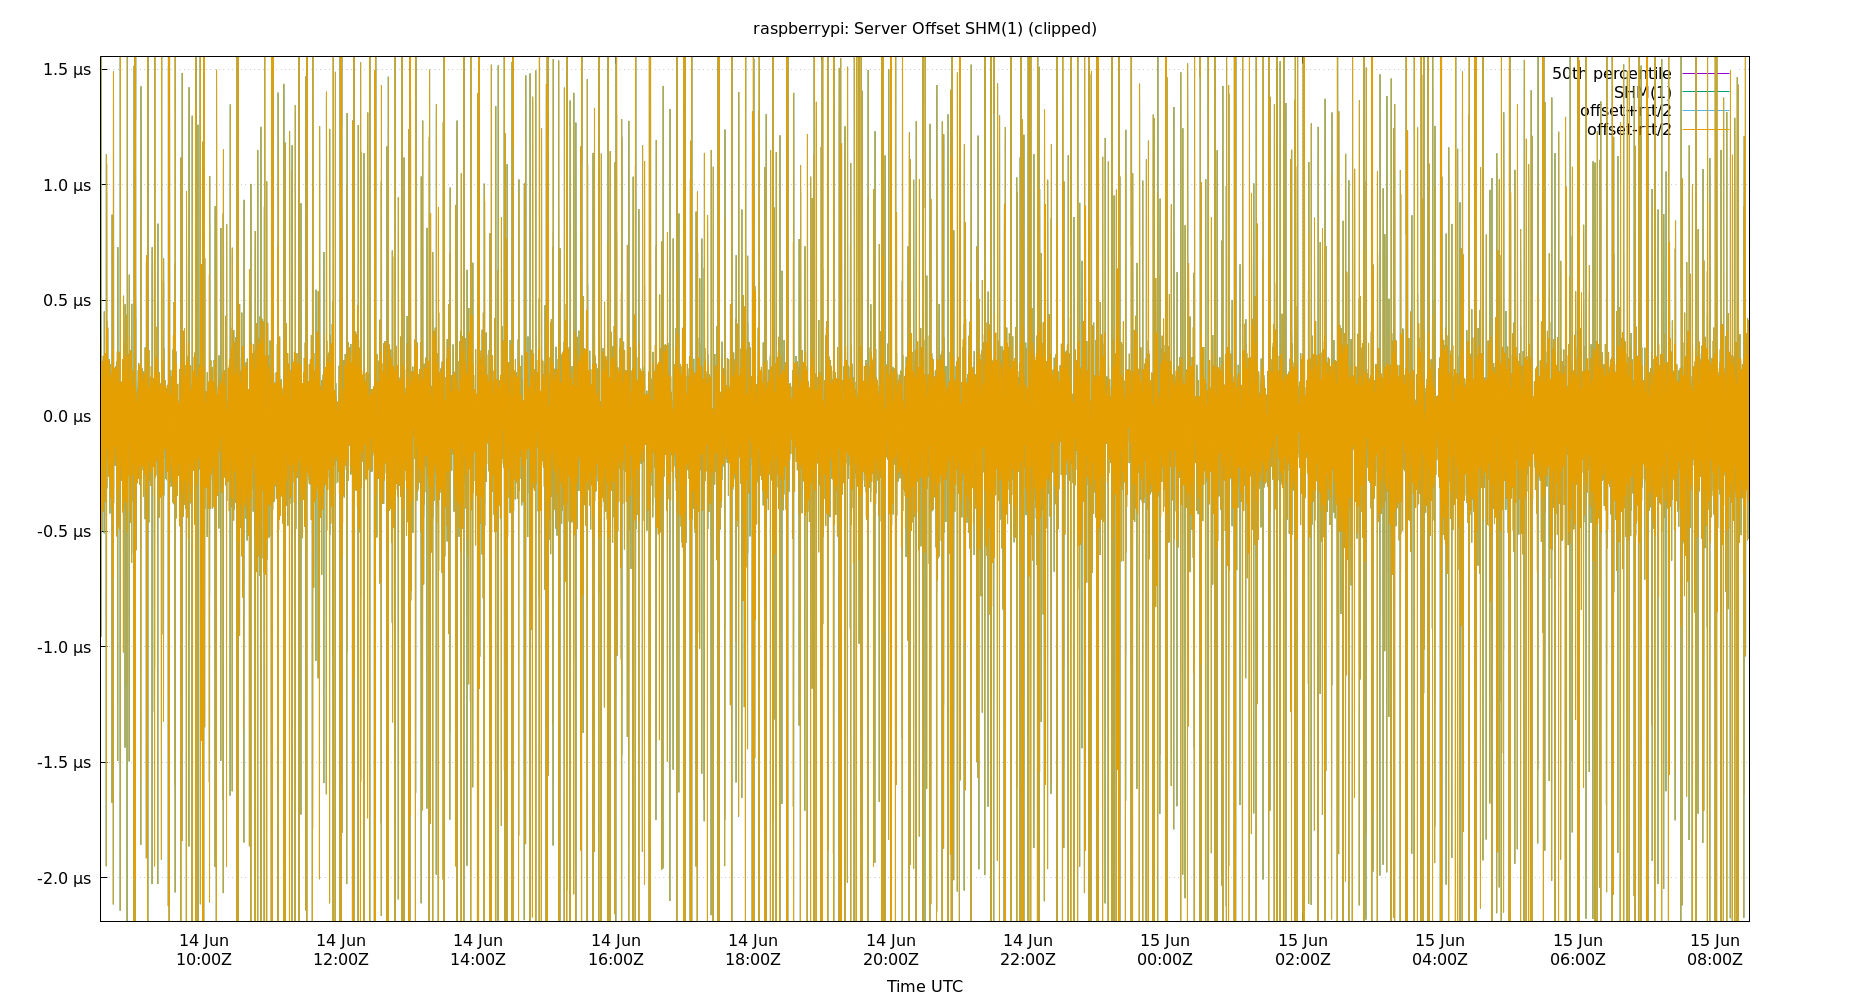 raspberrypi: Server Offset SHM(1) (clipped)
1.5 µs
1.0 µs
0.5 µs
0.0 µs
-0.5 µs
-1.0 µs
-1.5 µs
-2.0 µs
50th percentile
SHM(1)
offset+rtt/2
offset-rtt/2
14 Jun 14 Jun 14 Jun 14 Jun 14 Jun 14 Jun 14 Jun 15 Jun 15 Jun 15 Jun 15 Jun 15 Jun
10:00Z 12:00Z 14:00Z 16:00Z 18:00Z 20:00Z 22:00Z 00:00Z 02:00Z 04:00Z 06:00Z 08:00Z
Time UTC